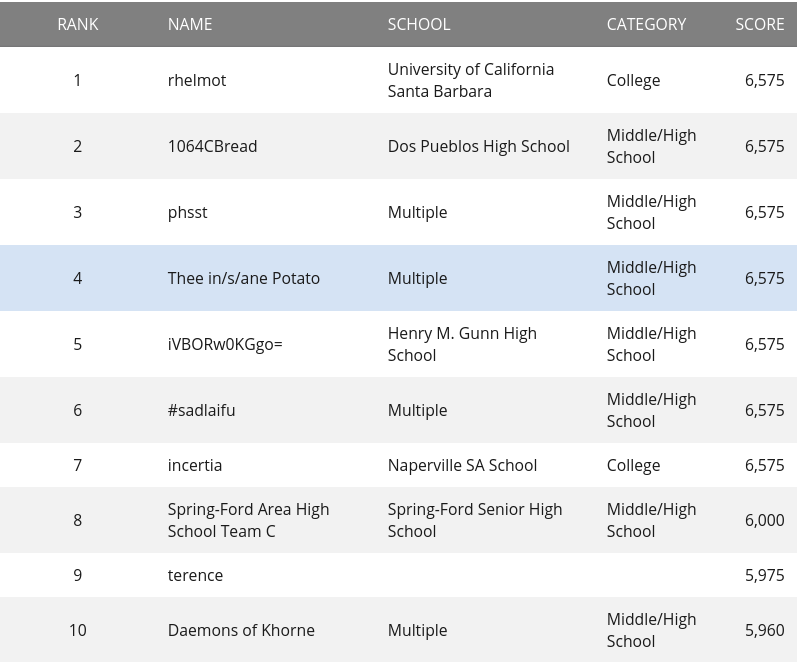 RANK NAME SCHOOL CATEGORY SCORE
1 rhelmot University of California Santa Barbara College 6,575
2 1064CBread Dos Pueblos High School Middle/High School 6,575
3 phsst Multiple Middle/High School 6,575
4 Thee in/s/ane Potato Multiple Middle/High School 6,575
5 iVBORw0KGgo= Henry M. Gunn High School Middle/High School 6,575
6 #sadlaifu Multiple Middle/High School 6,575
7 incertia Naperville SA School College 6,575
8 Spring-Ford Area High School Team C Spring-Ford Senior High School Middle/High School 6,000
9 terence 5,975
10 Daemons of Khorne Multiple Middle/High School 5,960